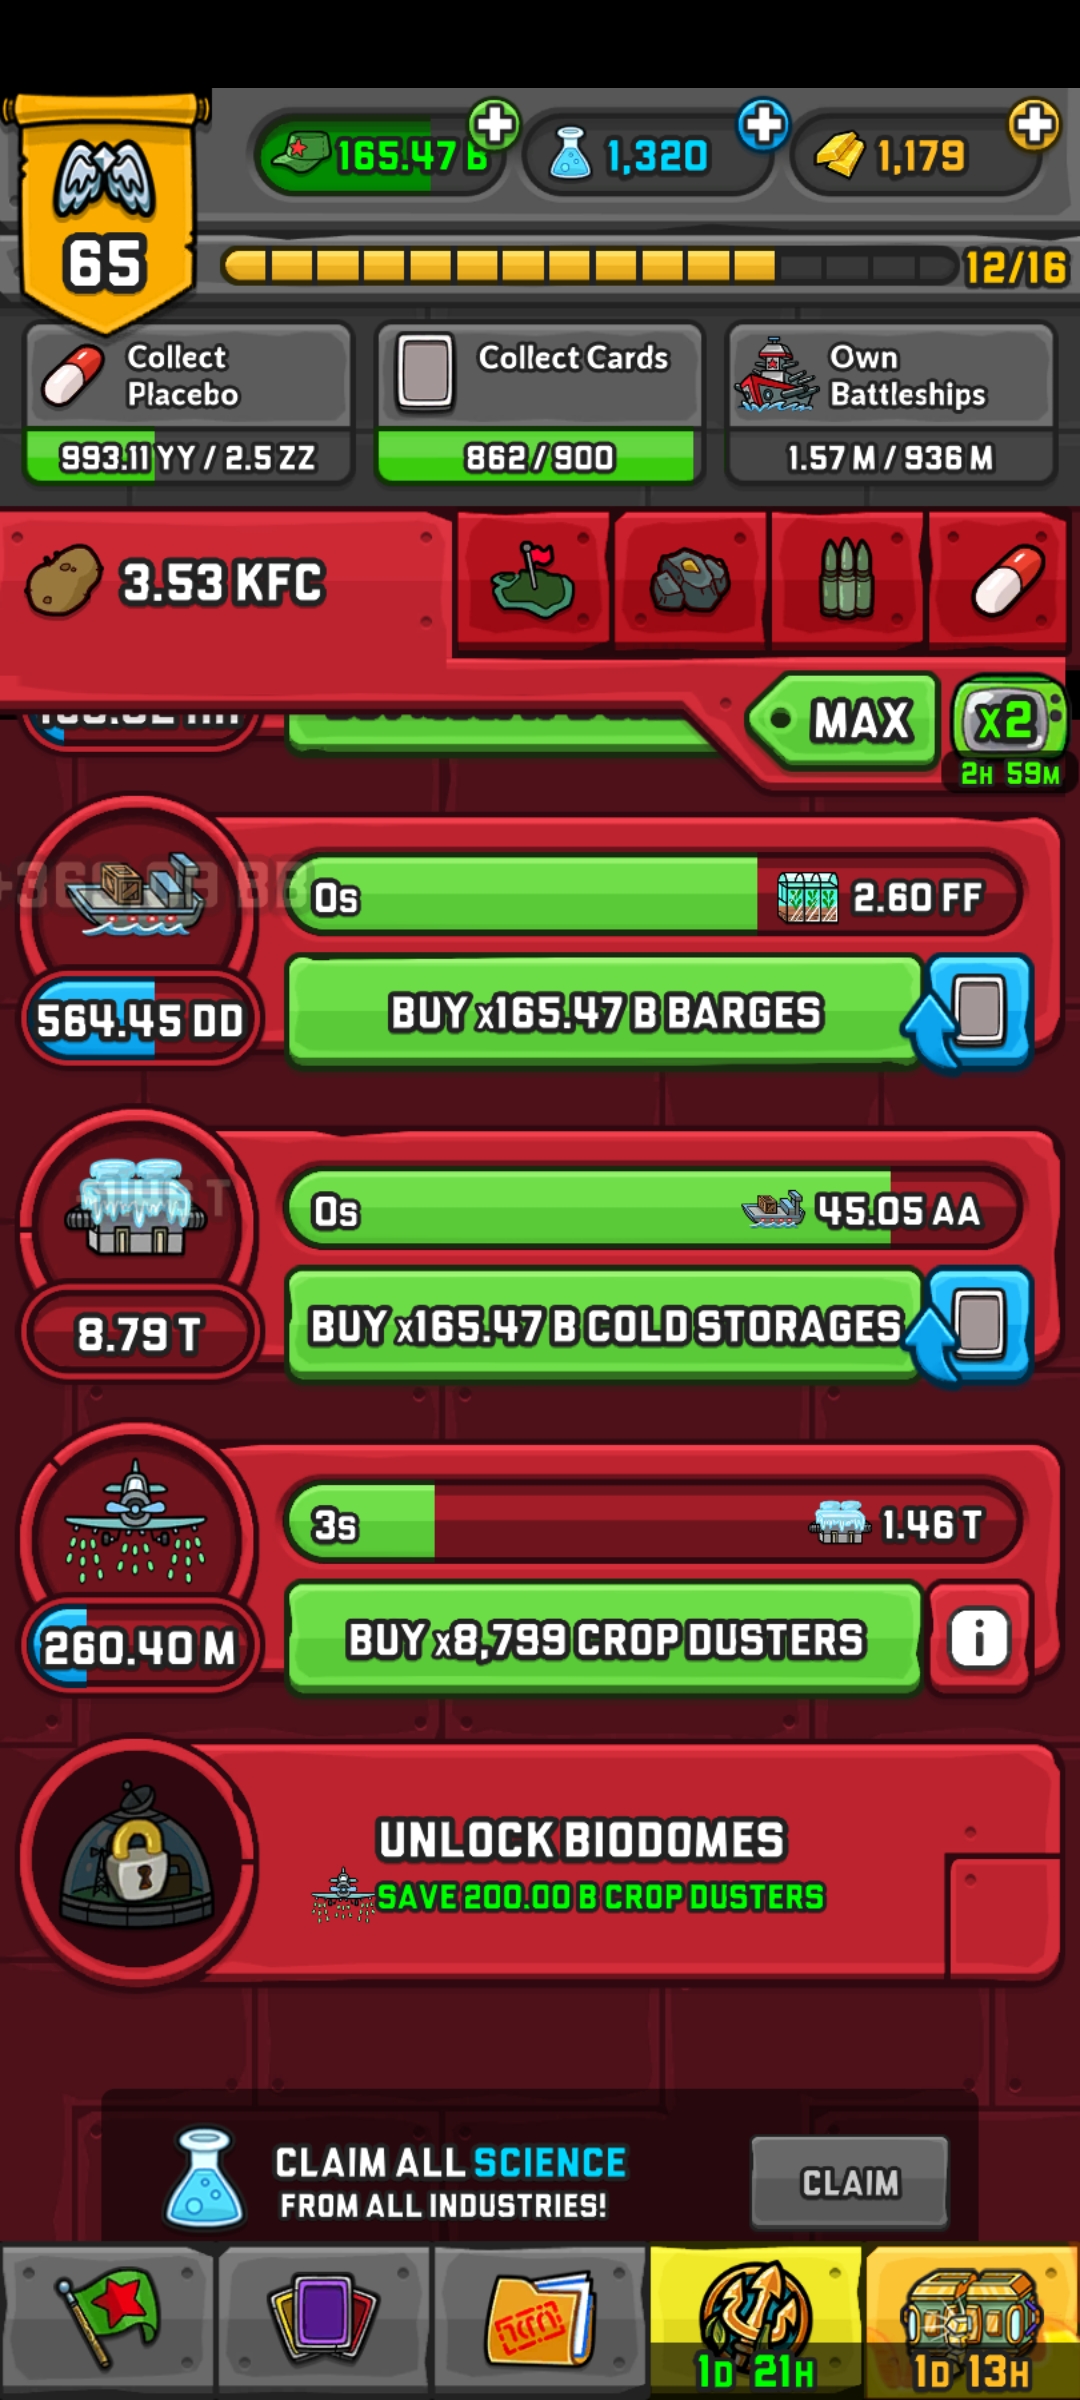 165.47 B
1,320
1,179
65
12/16
Collect
Placebo
993.11 YY / 2.5 ZZ
Collect Cards
862/900
Own
Battleships
1.57 M / 936 M
3.53 KFC
MAX
x2
2H 59M
0s
2.60 FF
564.45 DD
BUY x165.47 B BARGES
0s
45.05 AA
8.79 T
BUY x165.47 B COLD STORAGES
3s
1.46 T
260.40 M
BUY x8,799 CROP DUSTERS
i
UNLOCK BIODOMES
SAVE 200.00 B CROP DUSTERS
CLAIM ALL SCIENCE
FROM ALL INDUSTRIES!
CLAIM
1D 21H
1D 13H